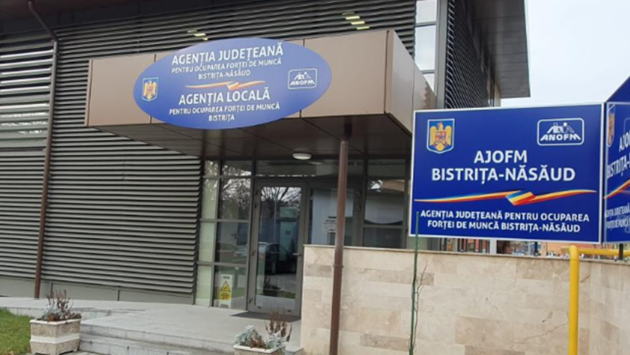 AGENȚIA JUDEȚEANĂ
PENTRU OCUPAREA FORȚEI DE MUNCĂ
BISTRIȚA-NĂSĂUD
ANOFM
AGENȚIA LOCALĂ
PENTRU OCUPAREA FORȚEI DE MUNCĂ
BISTRIȚA
ANOFM
AJOFM
BISTRIȚA-NĂSĂUD
AGENȚIA JUDEȚEANĂ PENTRU OCUPAREA
FORȚEI DE MUNCĂ BISTRIȚA-NĂSĂUD